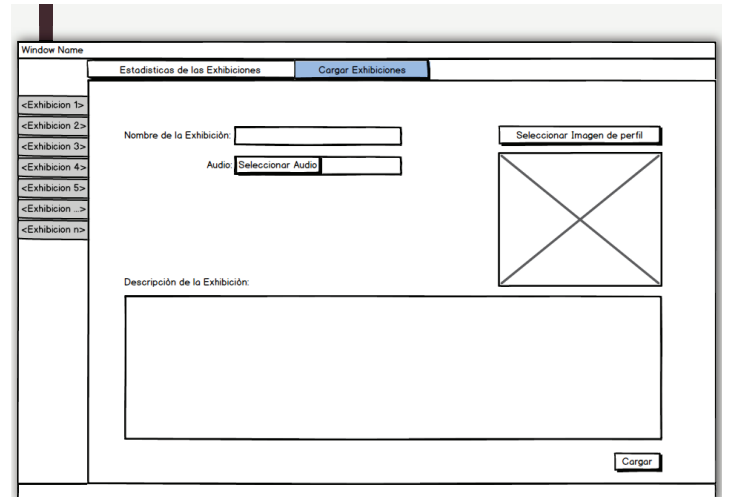 Window Name
Estadisticas de las Exhibiciones
Cargar Exhibiciones
<Exhibicion 1>
<Exhibicion 2>
<Exhibicion 3>
<Exhibicion 4>
<Exhibicion 5>
<Exhibicion ...>
<Exhibicion n>
Nombre de la Exhibición:
Seleccionar Imagen de perfil
Audio: Seleccionar Audio
Descripción de la Exhibición:
Cargar